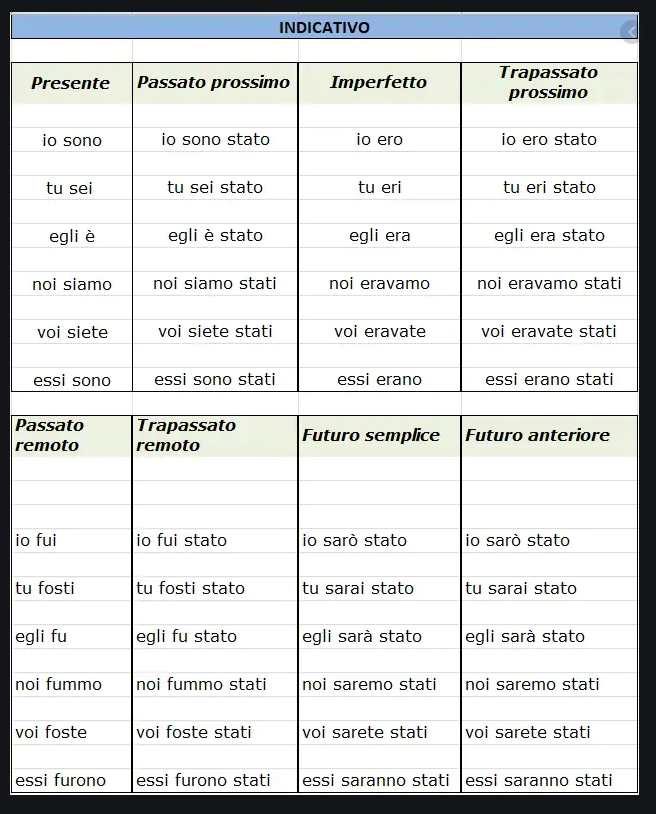 INDICATIVO
Presente Passato prossimo Imperfetto Trapassato prossimo
io sono io sono stato io ero io ero stato
tu sei tu sei stato tu eri tu eri stato
egli è egli è stato egli era egli era stato
noi siamo noi siamo stati noi eravamo noi eravamo stati
voi siete voi siete stati voi eravate voi eravate stati
essi sono essi sono stati essi erano essi erano stati
Passato remoto Trapassato remoto Futuro semplice Futuro anteriore
io fui io fui stato io sarò stato io sarò stato
tu fosti tu fosti stato tu sarai stato tu sarai stato
egli fu egli fu stato egli sarà stato egli sarà stato
noi fummo noi fummo stati noi saremo stati noi saremo stati
voi foste voi foste stati voi sarete stati voi sarete stati
essi furono essi furono stati essi saranno stati essi saranno stati